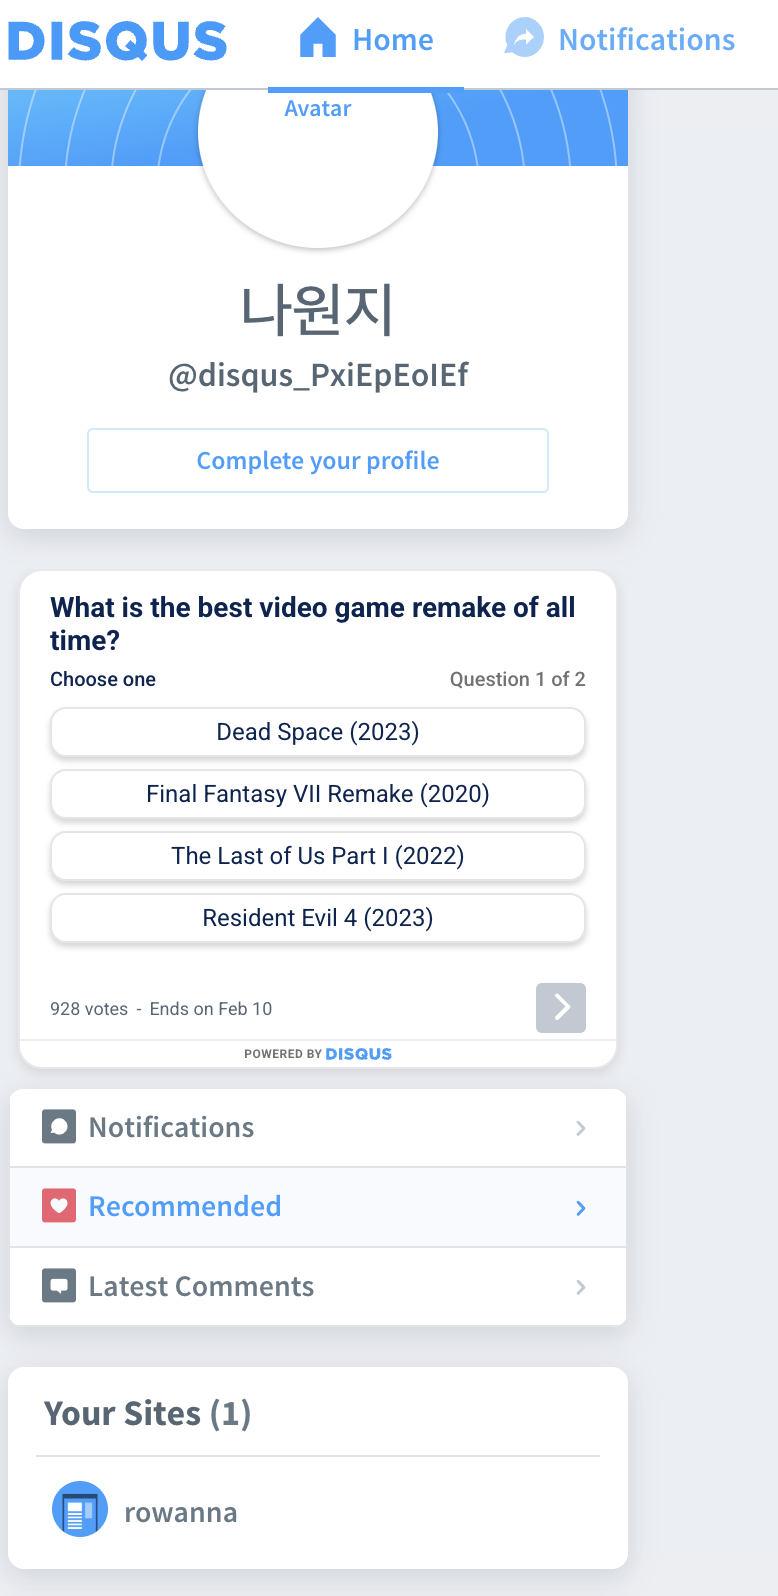 DISQUS
Home
Notifications
Avatar
나원지
@disqus_PxiEpEoIEf
Complete your profile
What is the best video game remake of all
time?
Choose one
Question 1 of 2
Dead Space (2023)
Final Fantasy VII Remake (2020)
The Last of Us Part I (2022)
Resident Evil 4 (2023)
928 votes - Ends on Feb 10
POWERED BY DISQUS
Notifications
Recommended
Latest Comments
Your Sites (1)
rowanna